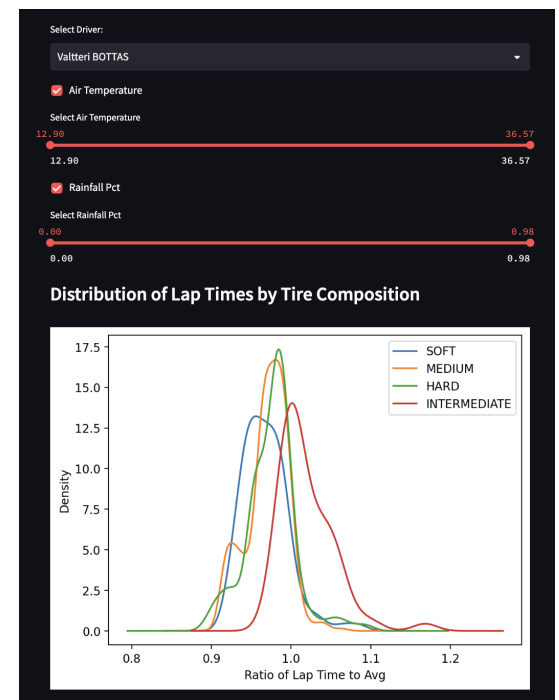 Select Driver:
Valtteri BOTTAS
Air Temperature
Select Air Temperature
12.90 36.57
12.90 36.57
Rainfall Pct
Select Rainfall Pct
0.00 0.98
0.00 0.98
Distribution of Lap Times by Tire Composition
SOFT
MEDIUM
HARD
INTERMEDIATE
17.5
15.0
12.5
10.0
7.5
5.0
2.5
0.0
Density
0.8 0.9 1.0 1.1 1.2
Ratio of Lap Time to Avg